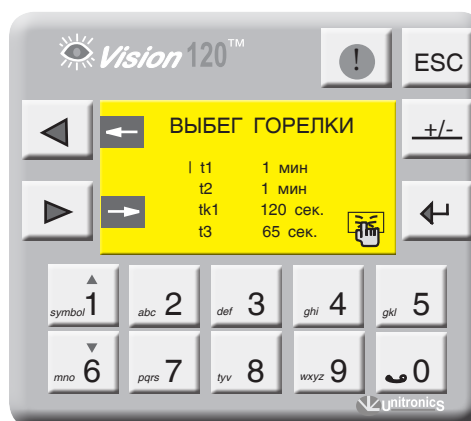 Vision 120™
! ESC
ВЫБЕГ ГОРЕЛКИ
+/-
| t1 1 мин
t2 1 мин
tk1 120 сек.
t3 65 сек.
symbol 1 abc 2 def 3 ghi 4 gkl 5
mno 6 pqrs 7 tyv 8 wxyz 9 0
Unitronics